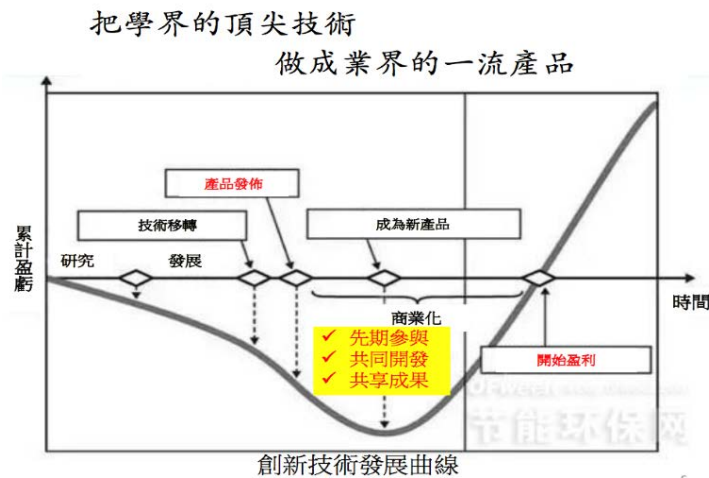 把學界的頂尖技術
做成業界的一流產品
產品發佈
技術移轉
成為新產品
累計盈虧
研究
發展
時間
商業化
✓ 先期參與
✓ 共同開發
✓ 共享成果
開始盈利
OFweek
节能环保网
創新技術發展曲線